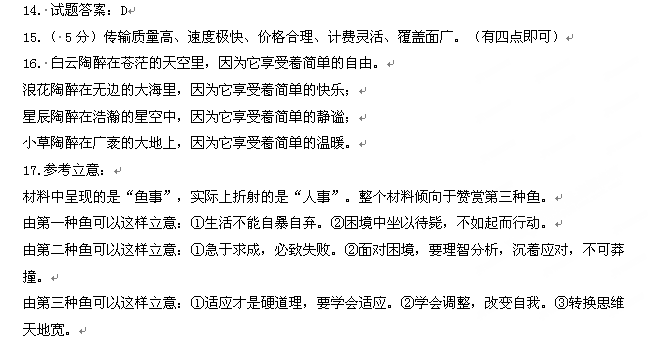 14. 试题答案：D
15.（ 5 分）传输质量高、速度极快、价格合理、计费灵活、覆盖面广。（有四点即可）
16. 白云陶醉在苍茫的天空里，因为它享受着简单的自由。
浪花陶醉在无边的大海里，因为它享受着简单的快乐；
星辰陶醉在浩瀚的星空中，因为它享受着简单的静谧；
小草陶醉在广袤的大地上，因为它享受着简单的温暖。
17.参考立意：
材料中呈现的是“鱼事”，实际上折射的是“人事”。整个材料倾向于赞赏第三种鱼。
由第一种鱼可以这样立意：①生活不能自暴自弃。②困境中坐以待毙，不如起而行动。
由第二种鱼可以这样立意：①急于求成，必致失败。②面对困境，要理智分析，沉着应对，不可莽
撞。
由第三种鱼可以这样立意：①适应才是硬道理，要学会适应。②学会调整，改变自我。③转换思维
天地宽。